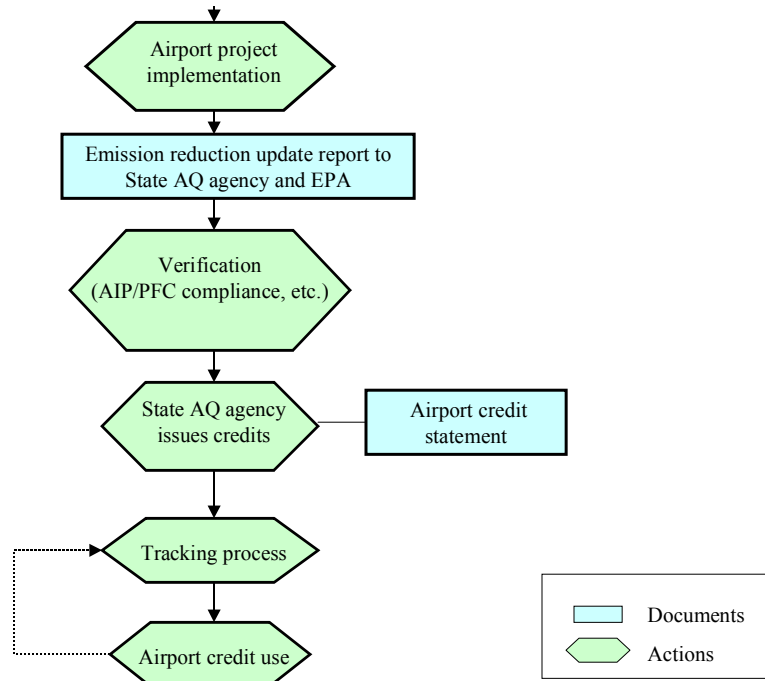 Airport project
implementation
Emission reduction update report to
State AQ agency and EPA
Verification
(AIP/PFC compliance, etc.)
State AQ agency
issues credits
Airport credit
statement
Tracking process
Airport credit use
Documents
Actions